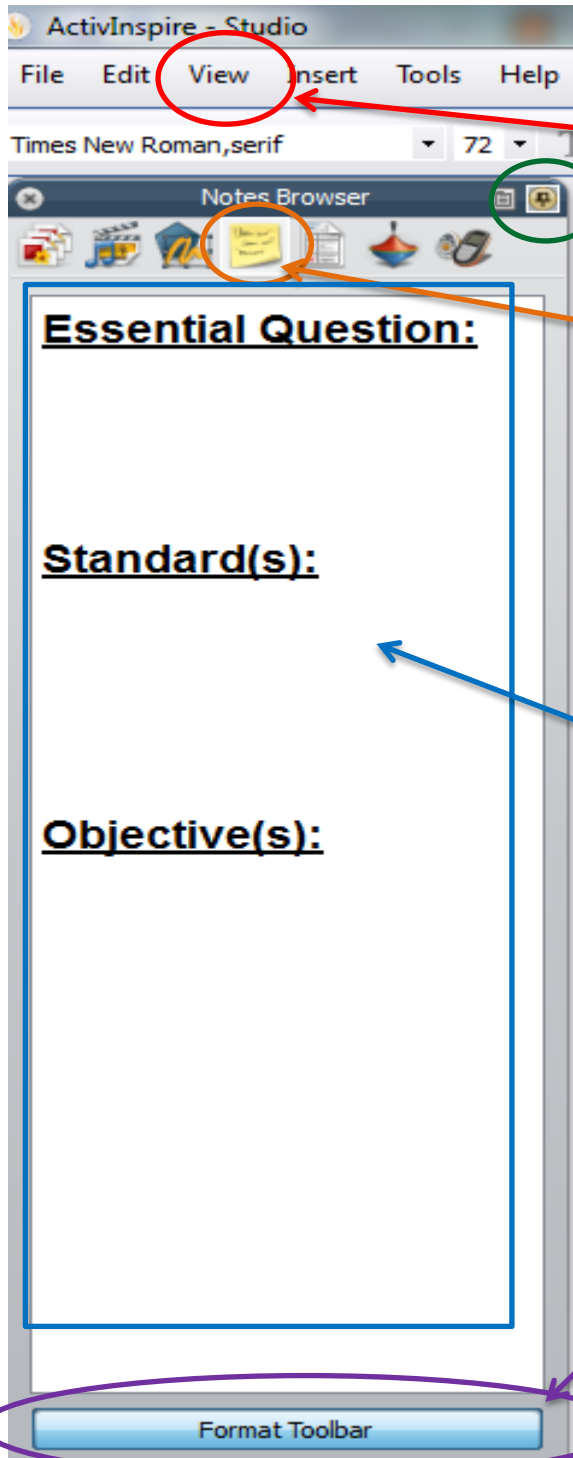 ActivInspire - Studio
File Edit View Insert Tools Help
Times New Roman,serif 72
Notes Browser
Essential Question:
Standard(s):
Objective(s):
Format Toolbar